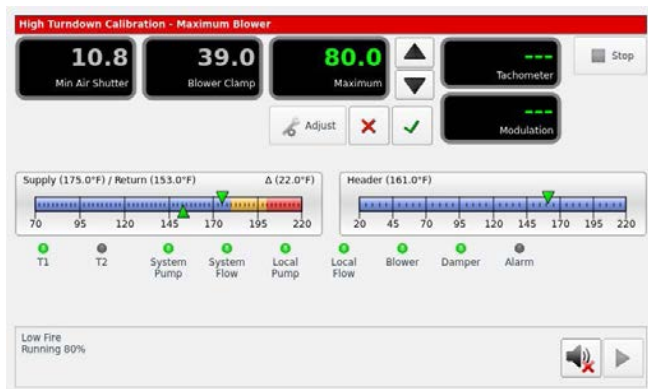 High Turndown Calibration - Maximum Blower
10.8
Min Air Shutter
39.0
Blower Clamp
80.0
Maximum
---
Tachometer
Stop
Adjust
---
Modulation
Supply (175.0°F) / Return (153.0°F) Δ (22.0°F)
70 95 120 145 170 195 220
Header (161.0°F)
20 45 70 95 120 145 170 195 220
T1
T2
System
Pump
System
Flow
Local
Pump
Local
Flow
Blower
Damper
Alarm
Low Fire
Running 80%